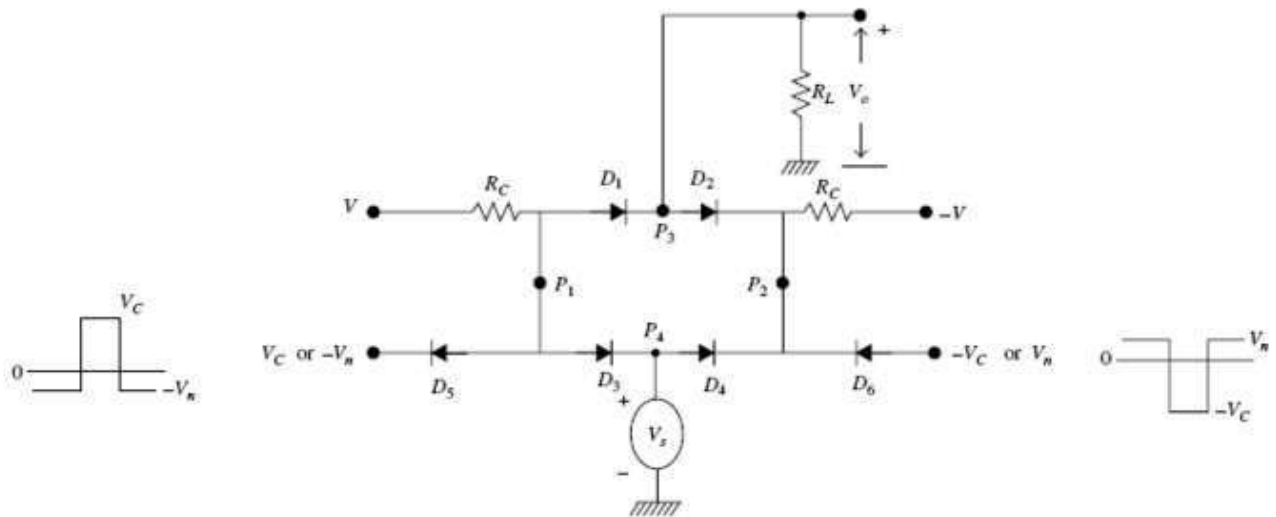 +
R_L
V_o
R_C
D_1
D_2
R_C
V
P_3
-V
P_1
P_2
V_C
P_4
V_C or -V_n
-V_C or V_n
V_n
0
0
-V_n
D_5
D_3
D_4
D_6
-V_C
+
V_s
-